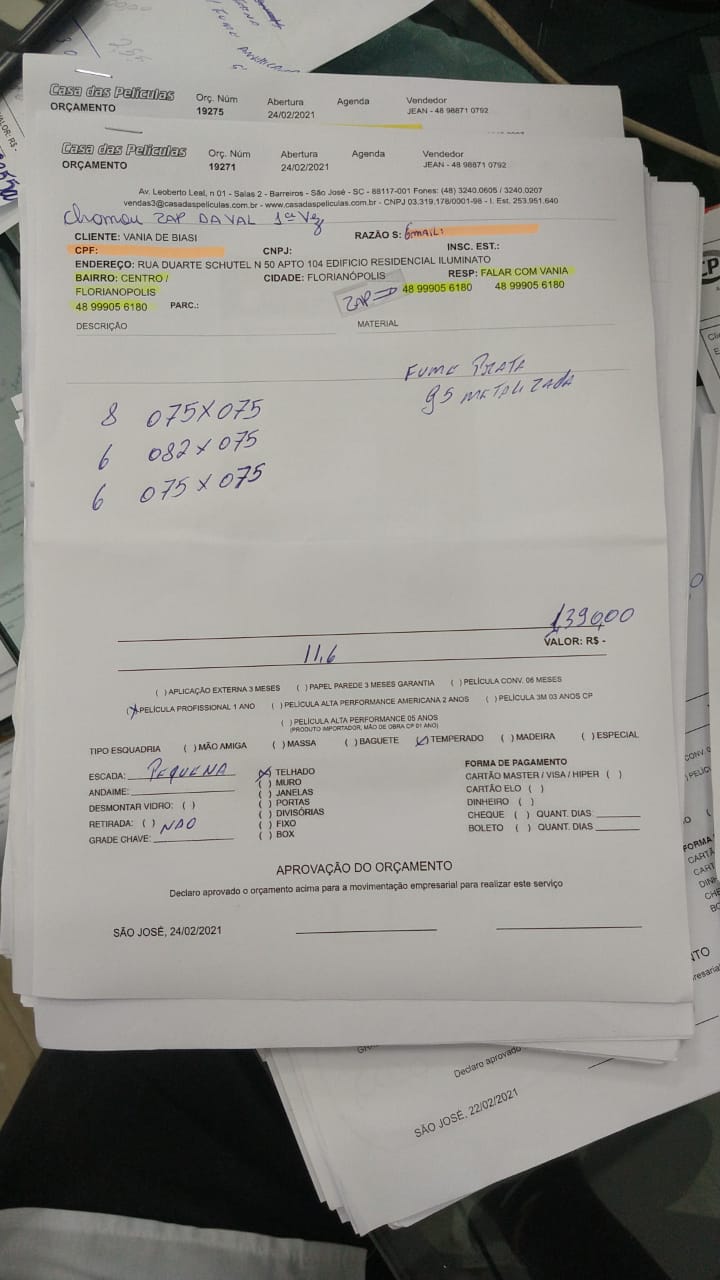 Casa das Películas
ORÇAMENTO
Orç. Núm
19275
Abertura
24/02/2021
Agenda
Vendedor
JEAN - 48 98871 0792
Casa das Películas
ORÇAMENTO
Orç. Núm
19271
Abertura
24/02/2021
Agenda
Vendedor
JEAN - 48 98871 0792
Av. Leoberto Leal, n 01 - Salas 2 - Barreiros - São José - SC - 88117-001 Fones: (48) 3240.0605 / 3240.0207
vendas3@casadaspeliculas.com.br - www.casadaspeliculas.com.br - CNPJ 03.319.178/0001-98 - I. Est. 253.951.640
chamou ZAP DA VAL 1ª Vez
CLIENTE: VANIA DE BIASI
RAZÃO S: Email:
CPF:
CNPJ:
INSC. EST.:
ENDEREÇO: RUA DUARTE SCHUTEL N 50 APTO 104 EDIFICIO RESIDENCIAL ILUMINATO
BAIRRO: CENTRO / FLORIANOPOLIS
CIDADE: FLORIANÓPOLIS
RESP: FALAR COM VANIA
48 99905 6180
PARC.:
ZAP
48 99905 6180
48 99905 6180
DESCRIÇÃO
MATERIAL
FUME PRATA
G5 METALIZADA
8 075 X 075
6 082 X 075
6 075 X 075
1,390,00
VALOR: R$ -
11,6
( ) APLICAÇÃO EXTERNA 3 MESES ( ) PAPEL PAREDE 3 MESES GARANTIA ( ) PELÍCULA CONV. 06 MESES
(X) PELÍCULA PROFISSIONAL 1 ANO ( ) PELÍCULA ALTA PERFORMANCE AMERICANA 2 ANOS ( ) PELÍCULA 3M 03 ANOS CP
( ) PELÍCULA ALTA PERFORMANCE 05 ANOS
(PRODUTO IMPORTADOR, MÃO DE OBRA CP 01 ANO)
TIPO ESQUADRIA ( ) MÃO AMIGA ( ) MASSA ( ) BAGUETE (X) TEMPERADO ( ) MADEIRA ( ) ESPECIAL
ESCADA: PEQUENA
ANDAIME:
DESMONTAR VIDRO: ( )
RETIRADA: ( ) NÃO
GRADE CHAVE:
(X) TELHADO
( ) MURO
( ) JANELAS
( ) PORTAS
( ) DIVISÓRIAS
( ) FIXO
( ) BOX
FORMA DE PAGAMENTO
CARTÃO MASTER / VISA / HIPER ( )
CARTÃO ELO ( )
DINHEIRO ( )
CHEQUE ( ) QUANT. DIAS
BOLETO ( ) QUANT. DIAS
APROVAÇÃO DO ORÇAMENTO
Declaro aprovado o orçamento acima para a movimentação empresarial para realizar este serviço
SÃO JOSÉ, 24/02/2021
Declaro aprovado
SÃO JOSÉ, 22/02/2021